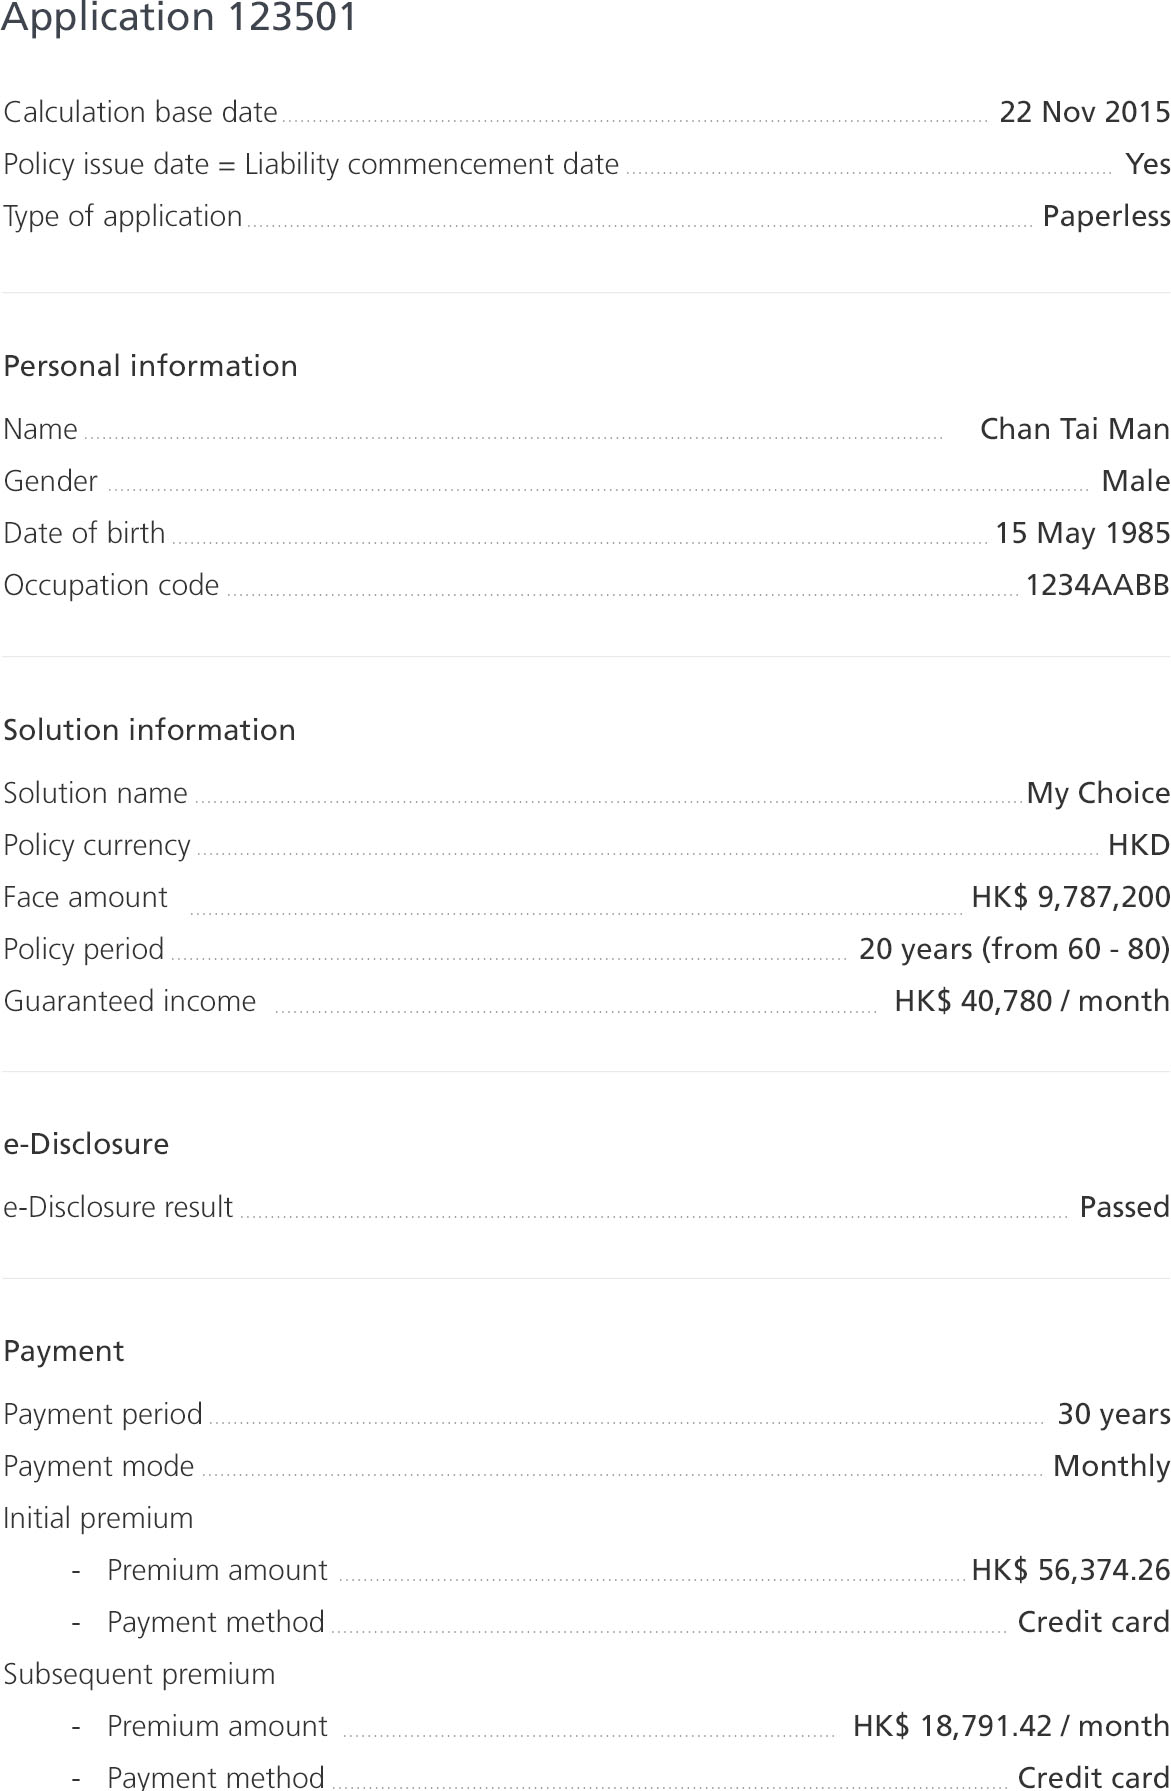 Application 123501
Calculation base date 22 Nov 2015
Policy issue date = Liability commencement date Yes
Type of application Paperless
Personal information
Name Chan Tai Man
Gender Male
Date of birth 15 May 1985
Occupation code 1234AABB
Solution information
Solution name My Choice
Policy currency HKD
Face amount HK$ 9,787,200
Policy period 20 years (from 60 - 80)
Guaranteed income HK$ 40,780 / month
e-Disclosure
e-Disclosure result Passed
Payment
Payment period 30 years
Payment mode Monthly
Initial premium
- Premium amount HK$ 56,374.26
- Payment method Credit card
Subsequent premium
- Premium amount HK$ 18,791.42 / month
- Payment method Credit card